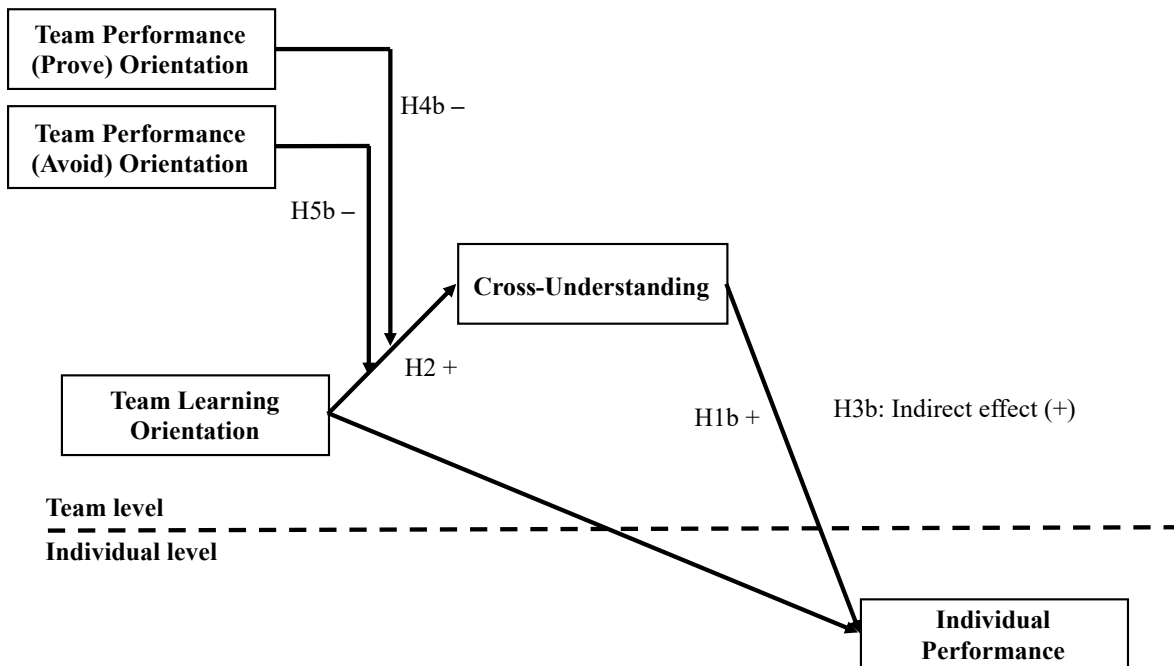 Team Performance
(Prove) Orientation
H4b –
Team Performance
(Avoid) Orientation
H5b –
Cross-Understanding
H2 +
Team Learning
Orientation
H1b +
H3b: Indirect effect (+)
Team level
Individual level
Individual
Performance